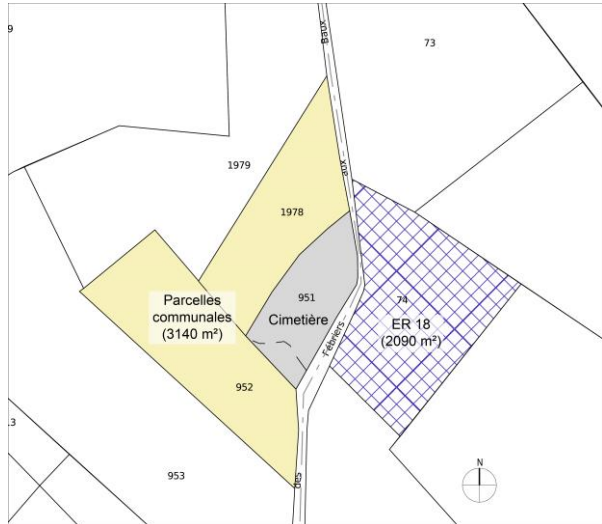 9
Baux
73
1979
aux
1978
951
Cimetière
74
ER 18
(2090 m²)
Parcelles
communales
(3140 m²)
Fébriers
952
953
des
N